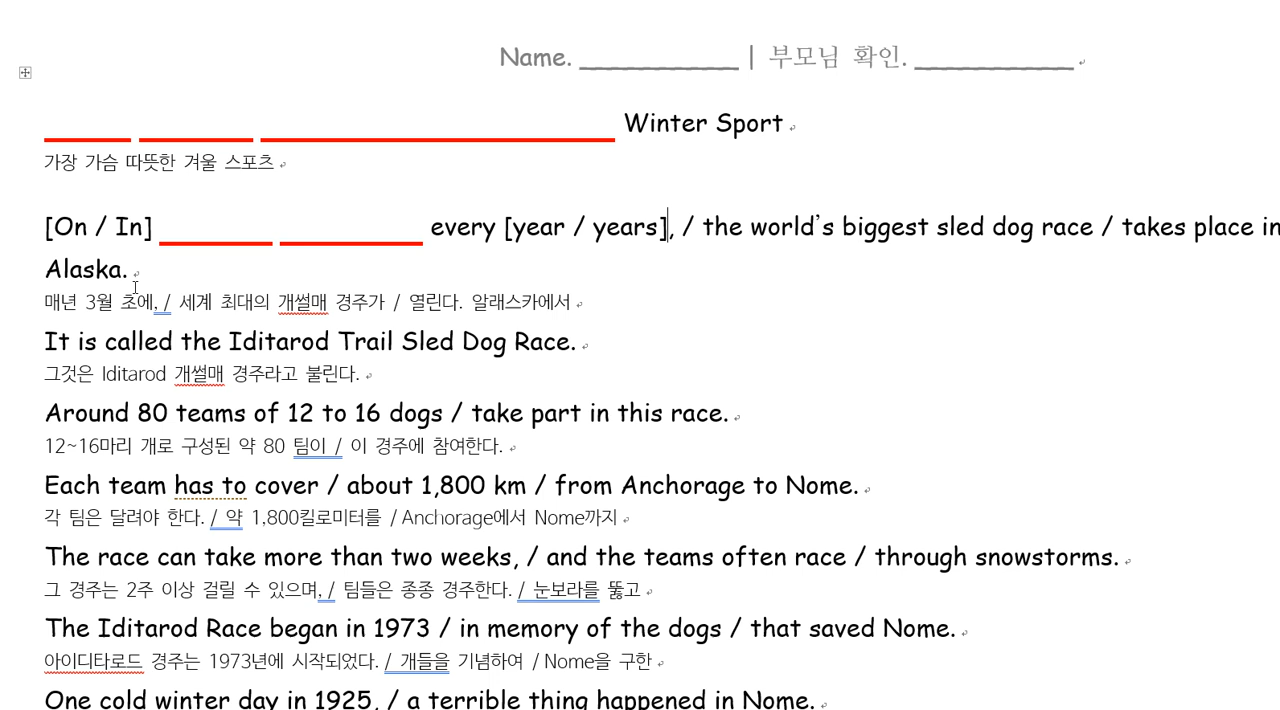 Name. __________ | 부모님 확인. __________
___ ___ ___ Winter Sport
가장 가슴 따뜻한 겨울 스포츠
[On / In] ___ ___ every [year / years], / the world's biggest sled dog race / takes place in
Alaska.
매년 3월 초에, / 세계 최대의 개썰매 경주가 / 열린다. 알래스카에서
It is called the Iditarod Trail Sled Dog Race.
그것은 Iditarod 개썰매 경주라고 불린다.
Around 80 teams of 12 to 16 dogs / take part in this race.
12~16마리 개로 구성된 약 80 팀이 / 이 경주에 참여한다.
Each team has to cover / about 1,800 km / from Anchorage to Nome.
각 팀은 달려야 한다. / 약 1,800킬로미터를 / Anchorage에서 Nome까지
The race can take more than two weeks, / and the teams often race / through snowstorms.
그 경주는 2주 이상 걸릴 수 있으며, / 팀들은 종종 경주한다. / 눈보라를 뚫고
The Iditarod Race began in 1973 / in memory of the dogs / that saved Nome.
아이디타로드 경주는 1973년에 시작되었다. / 개들을 기념하여 / Nome을 구한
One cold winter day in 1925, / a terrible thing happened in Nome.